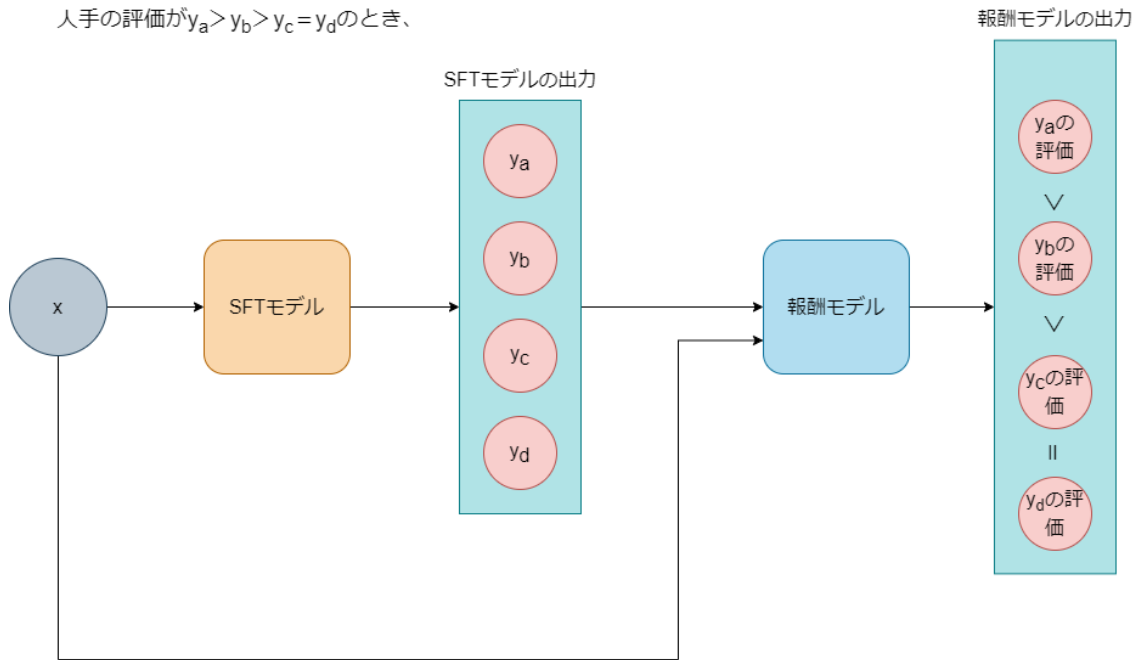 人手の評価がya＞yb＞yc＝ydのとき、
報酬モデルの出力
SFTモデルの出力
x
SFTモデル
ya
yb
yc
yd
報酬モデル
yaの
評価
∨
ybの
評価
∨
ycの評
価
=
ydの評
価